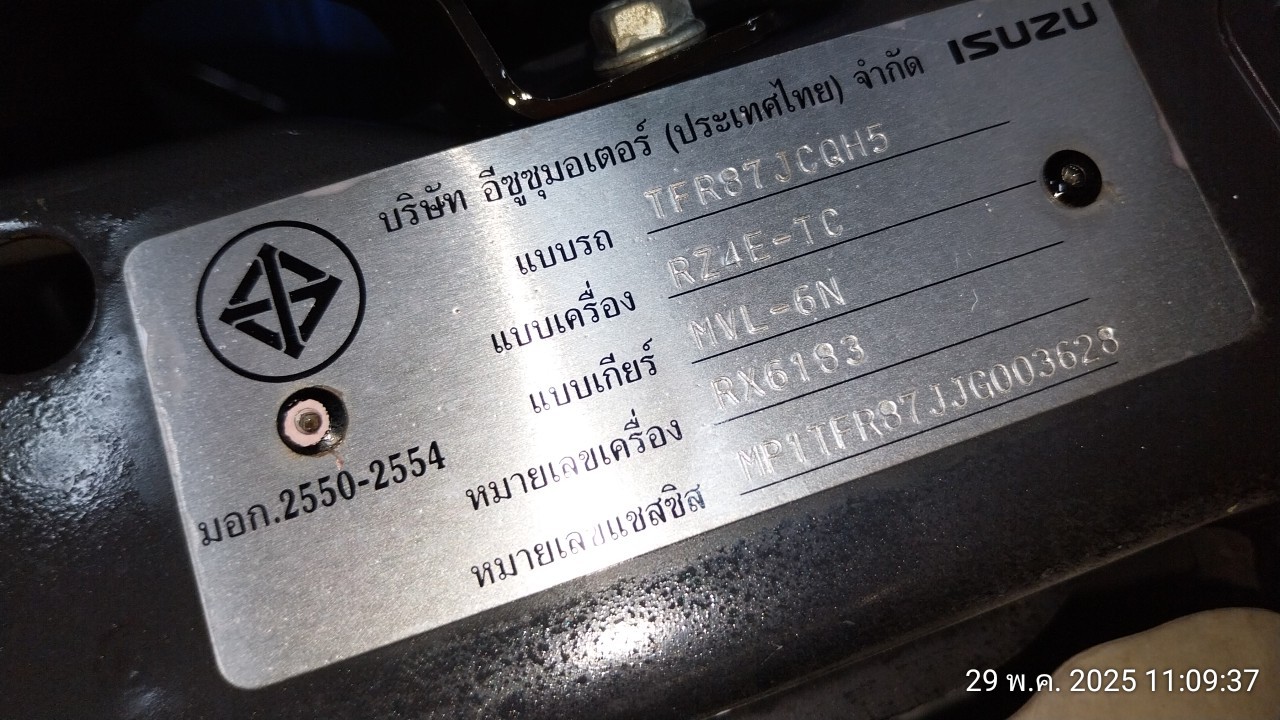 ISUZU
บริษัท อีซูซุมอเตอร์ (ประเทศไทย) จำกัด
แบบรถ TFR87JCQH5
แบบเครื่อง RZ4E-TC
แบบเกียร์ MVL-6N
หมายเลขเครื่อง RX6183
หมายเลขแชสซิส MP1TFR87JJG003628
มอก.2550-2554
29 พ.ค. 2025 11:09:37